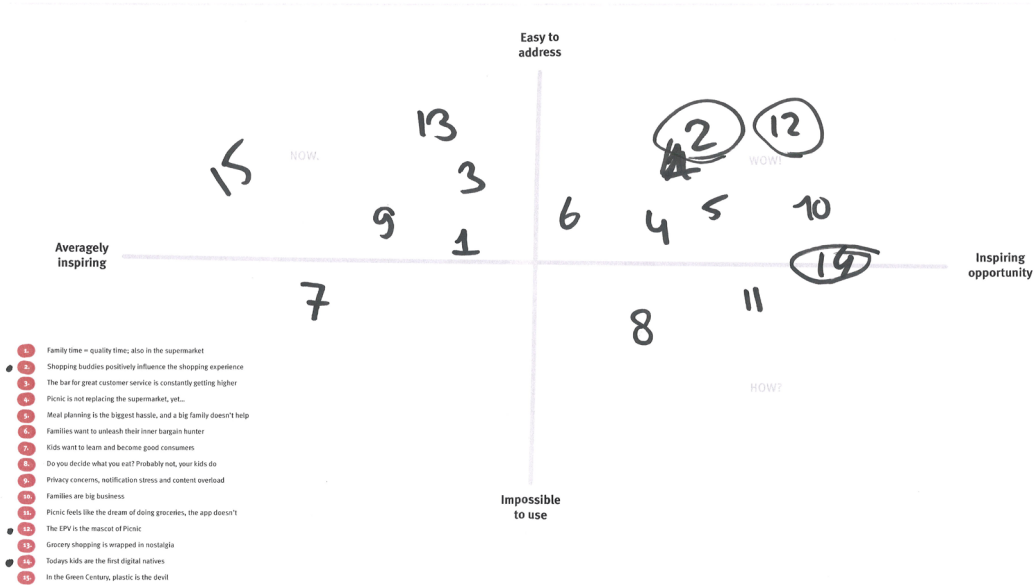 Easy to
address
13
2
12
NOW.
WOW!
15
3
4
9
6
5
10
4
1
Averagely
inspiring
14
Inspiring
opportunity
7
11
8
1. Family time = quality time; also in the supermarket
2. Shopping buddies positively influence the shopping experience
3. The bar for great customer service is constantly getting higher
HOW?
4. Picnic is not replacing the supermarket, yet...
5. Meal planning is the biggest hassle, and a big family doesn't help
6. Families want to unleash their inner bargain hunter
7. Kids want to learn and become good consumers
8. Do you decide what you eat? Probably not, your kids do
9. Privacy concerns, notification stress and content overload
10. Families are big business
Impossible
to use
11. Picnic feels like the dream of doing groceries, the app doesn't
12. The EPV is the mascot of Picnic
13. Grocery shopping is wrapped in nostalgia
14. Todays kids are the first digital natives
15. In the Green Century, plastic is the devil